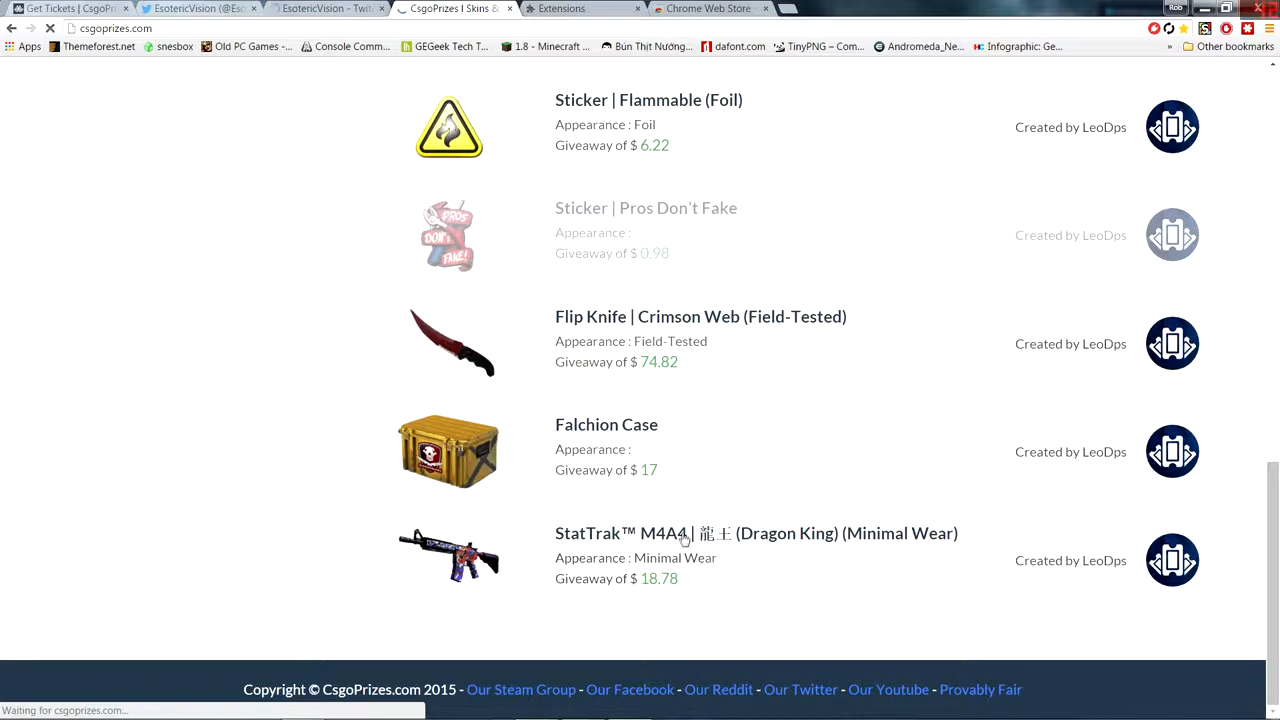 Get Tickets | CsgoPri
EsotericVision (@Eso
EsotericVision - Twit
CsgoPrizes I Skins &
Extensions
Chrome Web Store
Rob
csgoprizes.com
Apps
Themeforest.net
snesbox
Old PC Games -...
Console Comm...
GEGeek Tech T...
1.8 - Minecraft ...
Bún Thịt Nướng...
dafont.com
TinyPNG – Com...
Andromeda_Ne...
Infographic: Ge...
»
Other bookmarks
Sticker | Flammable (Foil)
Appearance : Foil
Giveaway of $ 6.22
Created by LeoDps
PROS
DON'T
FAKE!
Sticker | Pros Don't Fake
Appearance :
Giveaway of $ 0.98
Created by LeoDps
Flip Knife | Crimson Web (Field-Tested)
Appearance : Field-Tested
Giveaway of $ 74.82
Created by LeoDps
Falchion Case
Appearance :
Giveaway of $ 17
Created by LeoDps
StatTrak™ M4A4 | 龍王 (Dragon King) (Minimal Wear)
Appearance : Minimal Wear
Giveaway of $ 18.78
Created by LeoDps
Copyright © CsgoPrizes.com 2015 - Our Steam Group - Our Facebook - Our Reddit - Our Twitter - Our Youtube - Provably Fair
Waiting for csgoprizes.com...